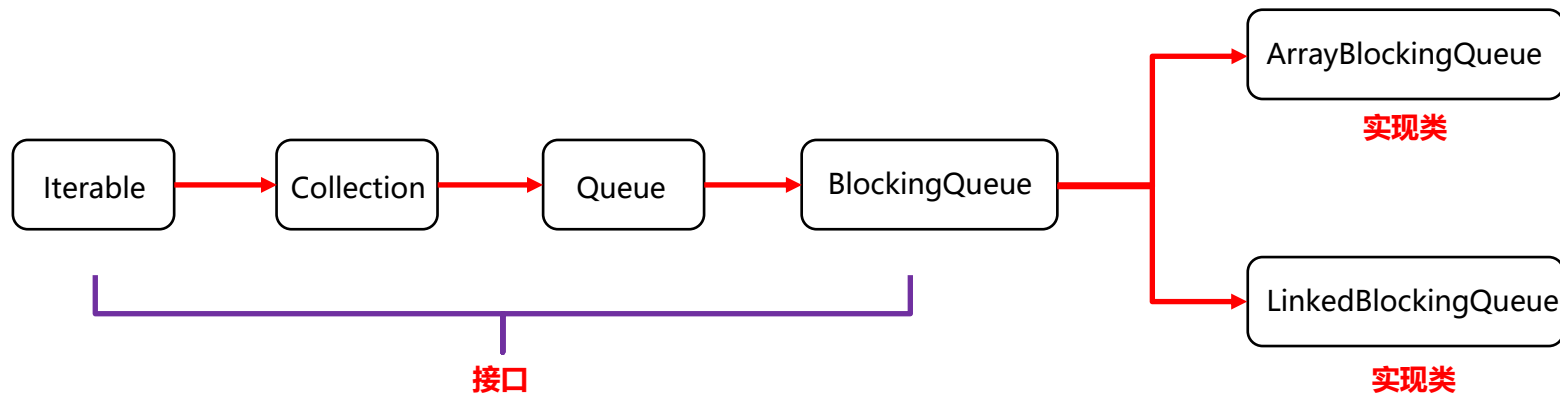 ArrayBlockingQueue
实现类
Iterable
Collection
Queue
BlockingQueue
接口
LinkedBlockingQueue
实现类